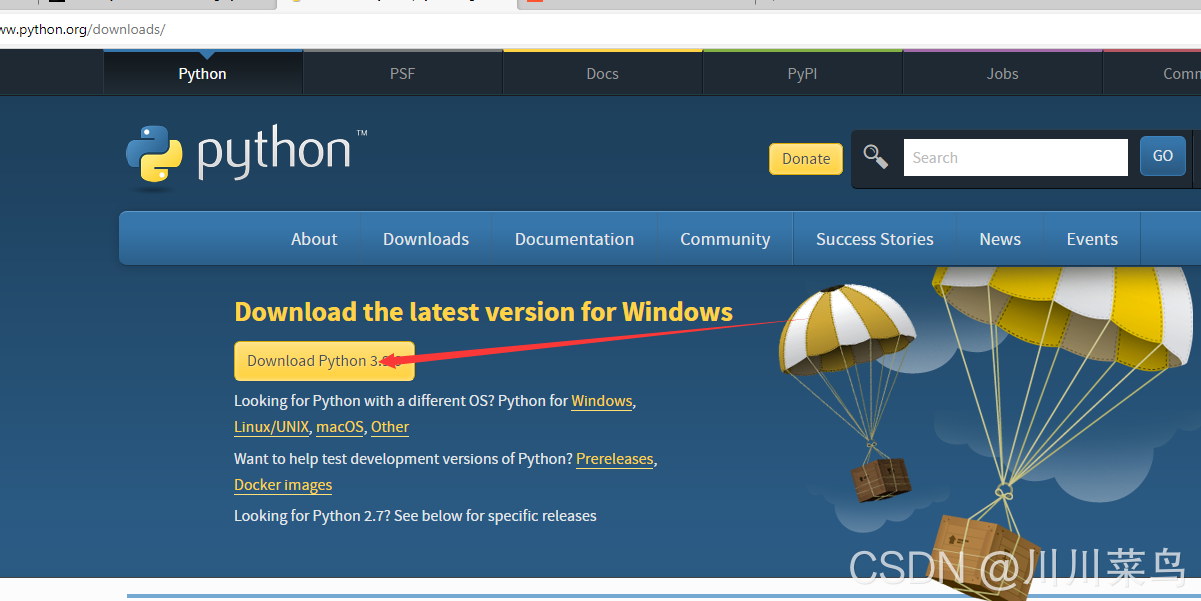 ww.python.org/downloads/
Python
PSF
Docs
PyPI
Jobs
python™
Donate
Search
GO
About
Downloads
Documentation
Community
Success Stories
News
Events
Download the latest version for Windows
Download Python
Looking for Python with a different OS? Python for Windows,
Linux/UNIX, macOS, Other
Want to help test development versions of Python? Prereleases,
Docker images
Looking for Python 2.7? See below for specific releases
CSDN @川川菜鸟